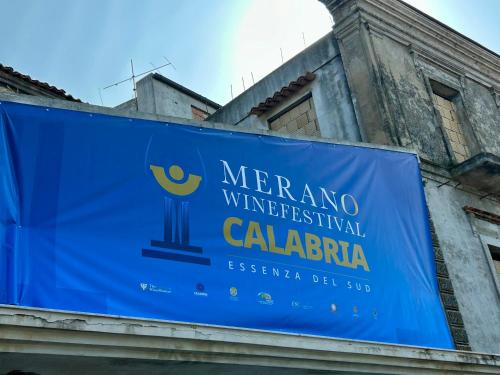 MERANO
WINEFESTIVAL
CALABRIA
ESSENZA DEL SUD